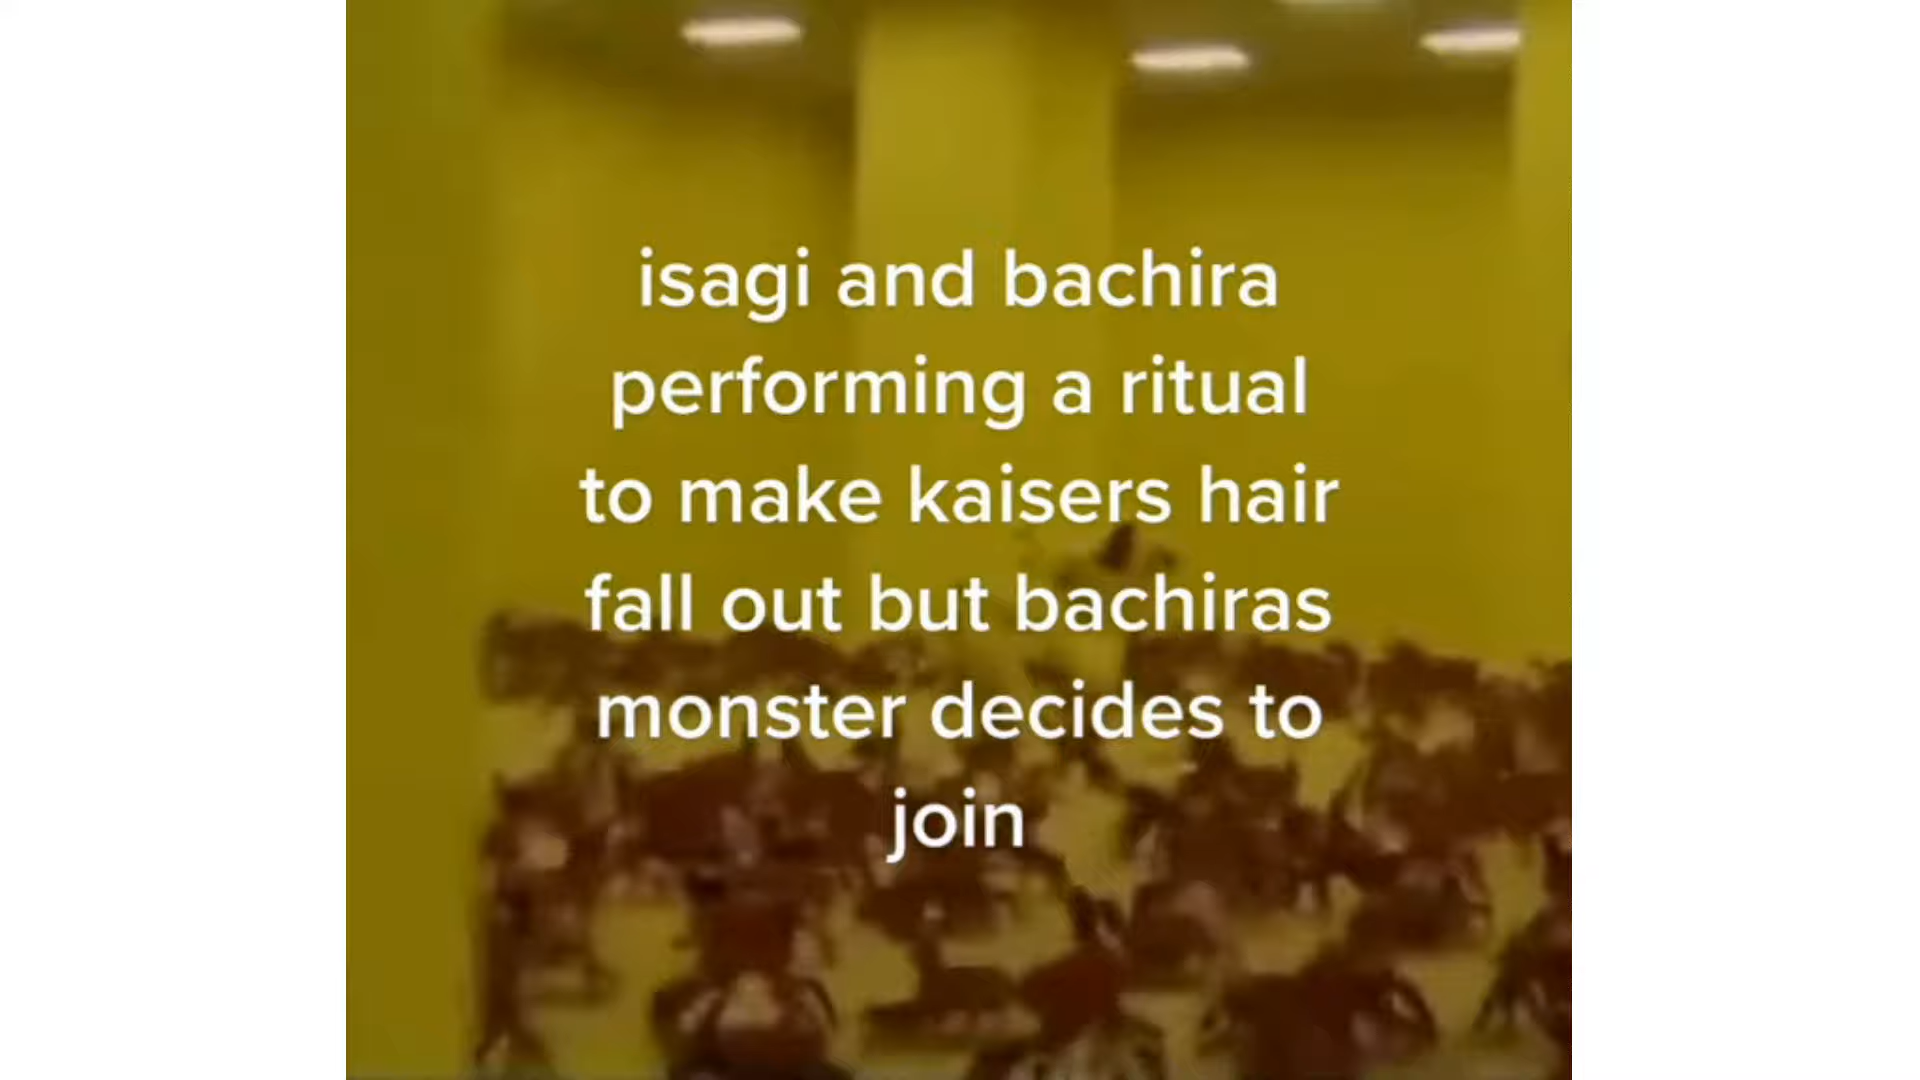 isagi and bachira
performing a ritual
to make kaisers hair
fall out but bachiras
monster decides to
join